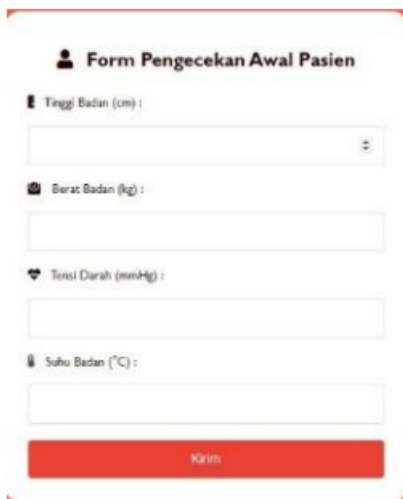 Form Pengecekan Awal Pasien
Tinggi Badan (cm) :
Berat Badan (kg) :
Tensi Darah (mmHg) :
Suhu Badan (°C) :
Kirim